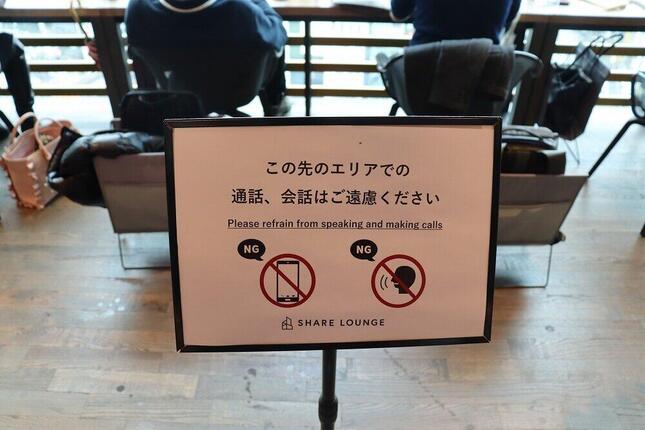 この先のエリアでの
通話、会話はご遠慮ください
Please refrain from speaking and making calls
NG
NG
SHARE LOUNGE